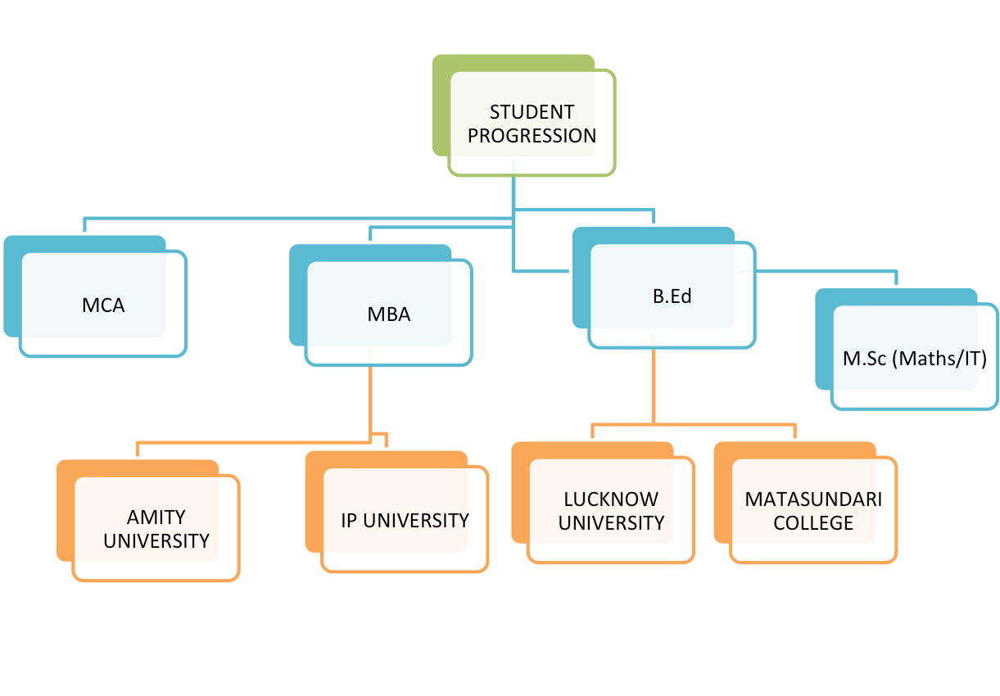 STUDENT
PROGRESSION
MCA
MBA
B.Ed
M.Sc (Maths/IT)
AMITY
UNIVERSITY
IP UNIVERSITY
LUCKNOW
UNIVERSITY
MATASUNDARI
COLLEGE